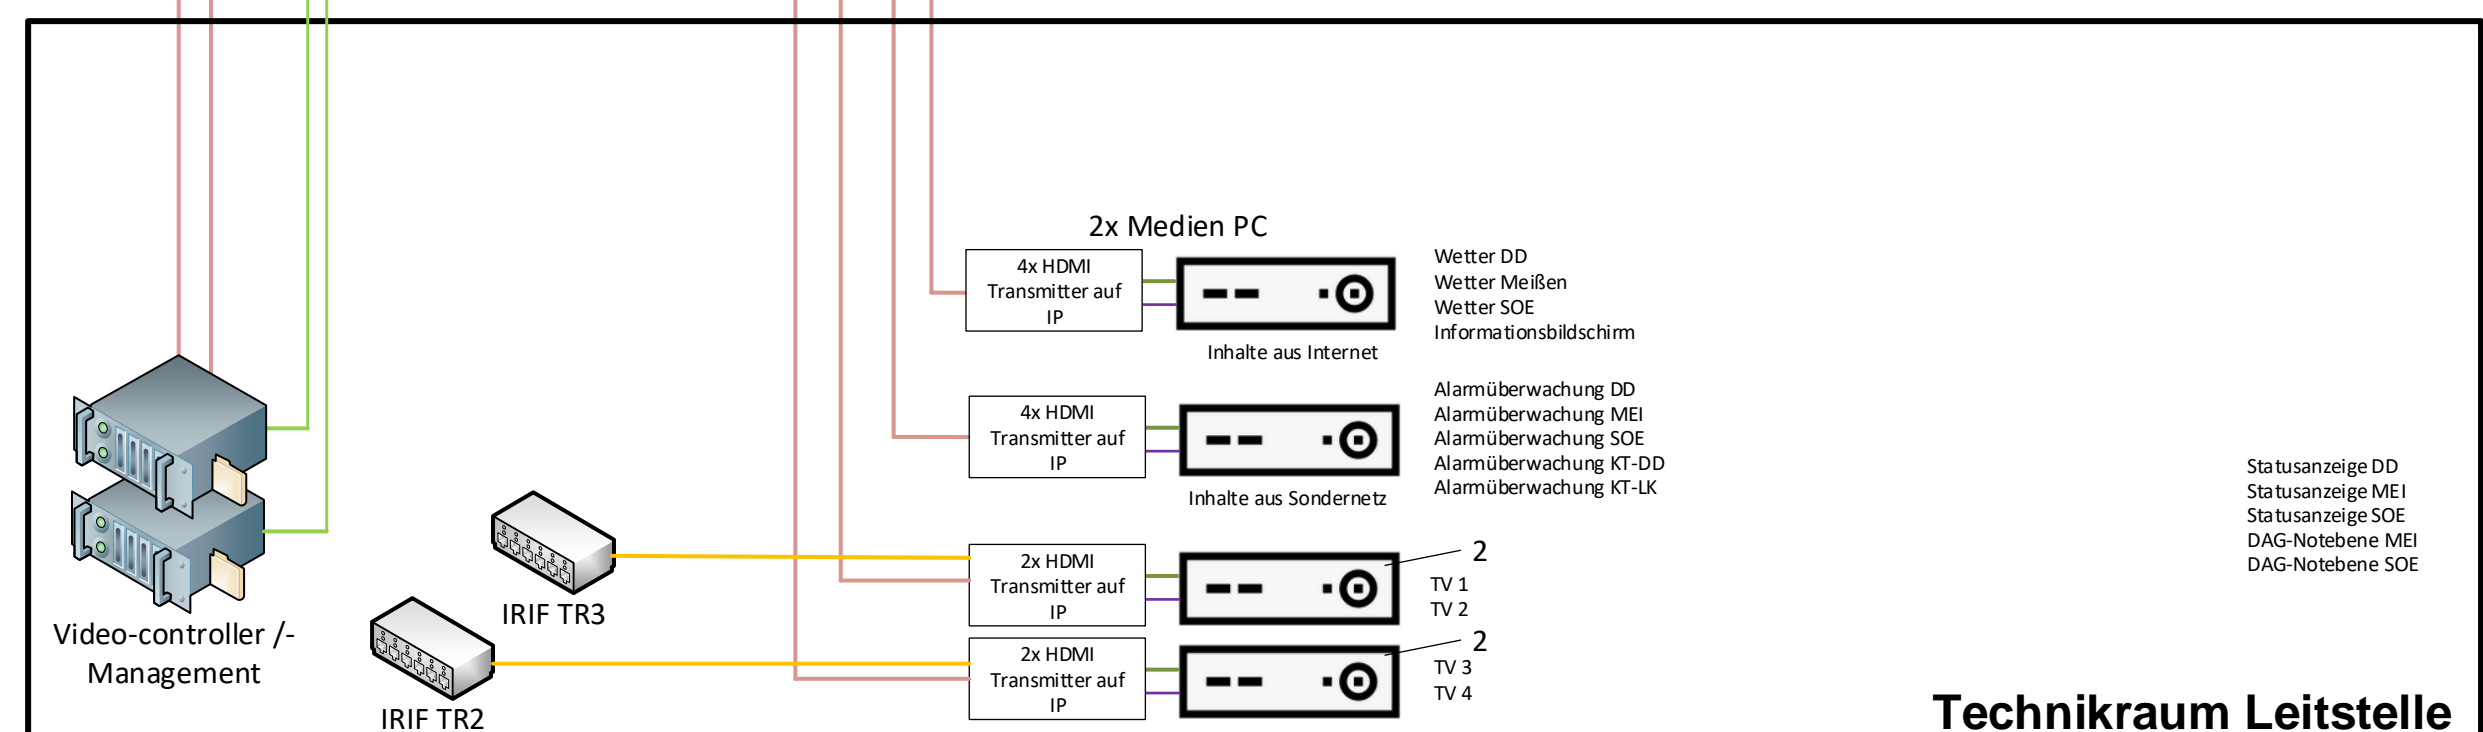 2x Medien PC
4x HDMI
Transmitter auf
IP
Inhalte aus Internet
Wetter DD
Wetter Meißen
Wetter SOE
Informationsbildschirm
4x HDMI
Transmitter auf
IP
Inhalte aus Sondernetz
Alarmüberwachung DD
Alarmüberwachung MEI
Alarmüberwachung SOE
Alarmüberwachung KT-DD
Alarmüberwachung KT-LK
Statusanzeige DD
Statusanzeige MEI
Statusanzeige SOE
DAG-Notebene MEI
DAG-Notebene SOE
2x HDMI
Transmitter auf
IP
2
TV 1
TV 2
IRIF TR3
Video-controller /-
Management
2x HDMI
Transmitter auf
IP
2
TV 3
TV 4
IRIF TR2
Technikraum Leitstelle